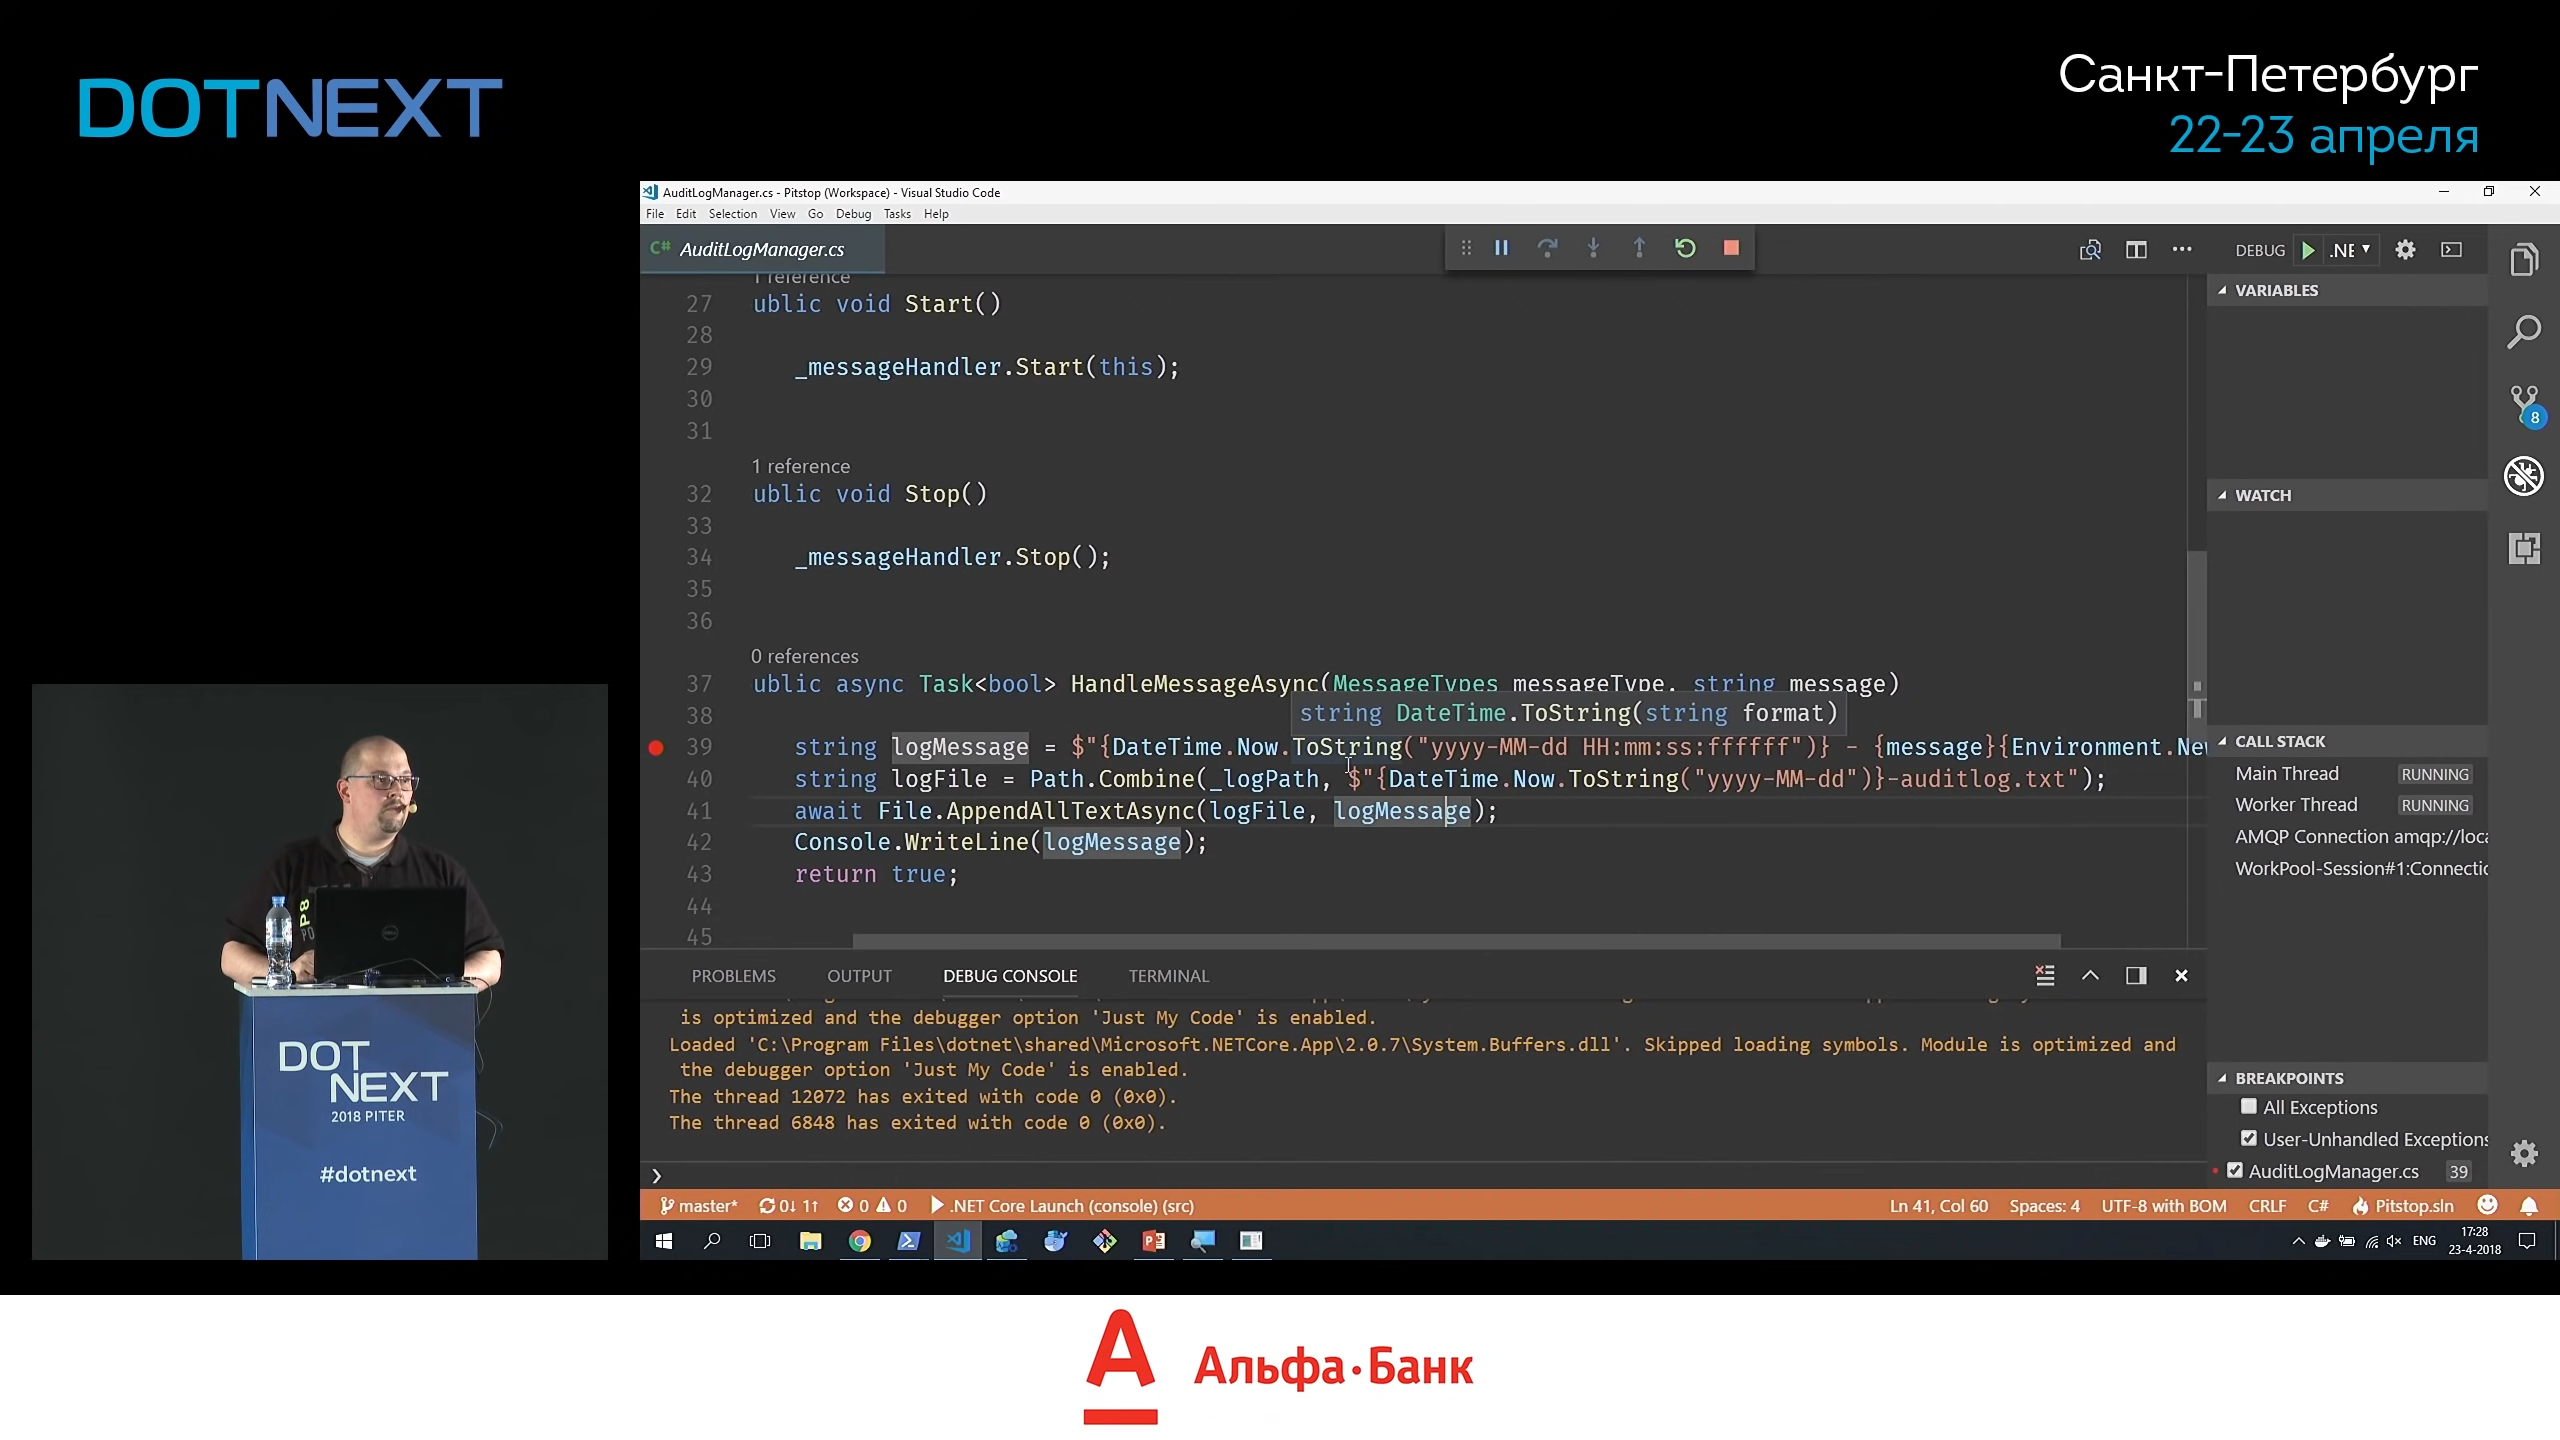 DOTNEXT
Санкт-Петербург
22-23 апреля
AuditLogManager.cs - Pitstop (Workspace) - Visual Studio Code
File Edit Selection View Go Debug Tasks Help
C# AuditLogManager.cs
DEBUG .NE
1 reference
27 ublic void Start()
28
29 _messageHandler.Start(this);
30
31
1 reference
32 ublic void Stop()
33
34 _messageHandler.Stop();
35
36
0 references
37 ublic async Task<bool> HandleMessageAsync(MessageTypes messageType, string message)
38
string DateTime.ToString(string format)
39 string logMessage = $"{DateTime.Now.ToString("yyyy-MM-dd HH:mm:ss:ffffff")} - {message}{Environment.Ne
40 string logFile = Path.Combine(_logPath, $"{DateTime.Now.ToString("yyyy-MM-dd")}-auditlog.txt");
41 await File.AppendAllTextAsync(logFile, logMessage);
42 Console.WriteLine(logMessage);
43 return true;
44
45
VARIABLES
WATCH
CALL STACK
Main Thread RUNNING
Worker Thread RUNNING
AMQP Connection amqp://loca
WorkPool-Session#1:Connectic
BREAKPOINTS
All Exceptions
User-Unhandled Exceptions
AuditLogManager.cs 39
8
PROBLEMS OUTPUT DEBUG CONSOLE TERMINAL
is optimized and the debugger option 'Just My Code' is enabled.
Loaded 'C:\Program Files\dotnet\shared\Microsoft.NETCore.App\2.0.7\System.Buffers.dll'. Skipped loading symbols. Module is optimized and
the debugger option 'Just My Code' is enabled.
The thread 12072 has exited with code 0 (0x0).
The thread 6848 has exited with code 0 (0x0).
master* 0↓ 1↑ 0 0 .NET Core Launch (console) (src)
Ln 41, Col 60 Spaces: 4 UTF-8 with BOM CRLF C# Pitstop.sln
ENG
17:28
23-4-2018
DELL
DOT
NEXT
2018 PITER
#dotnext
А
Альфа·Банк